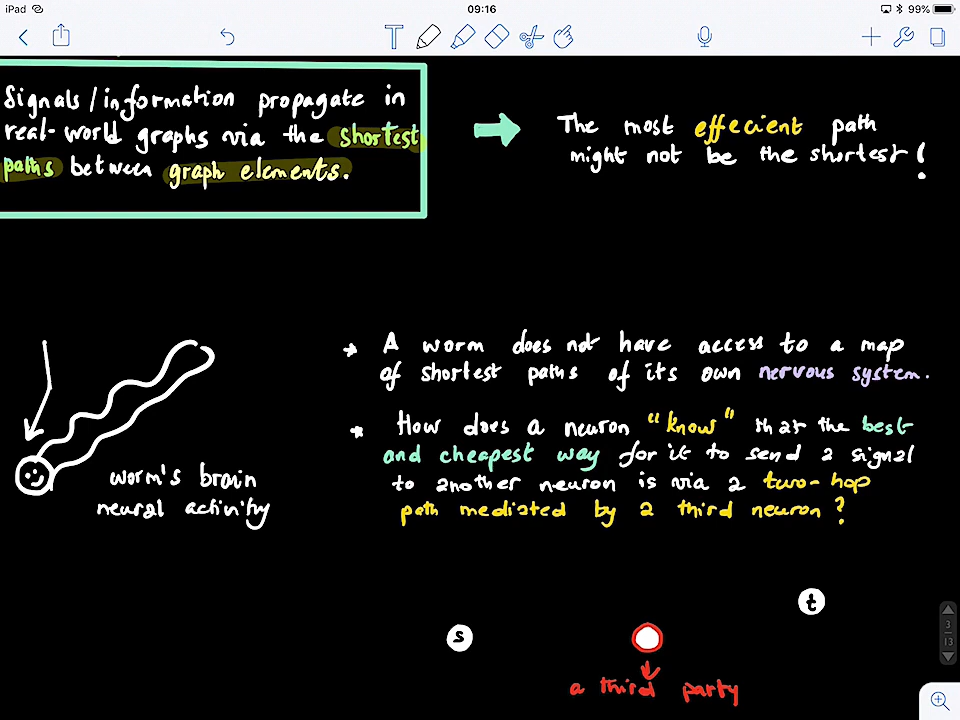 iPad
09:16
99%
T
Signals/information propagate in
real-world graphs via the shortest
paths between graph elements.
The most effecient path
might not be the shortest!
* A worm does not have access to a map
of shortest paths of its own nervous system.
* How does a neuron "know" that the best
and cheapest way for it to send a signal
to another neuron is via a two-hop
path mediated by a third neuron?
worm's brain
neural activity
t
s
a third party
3
13